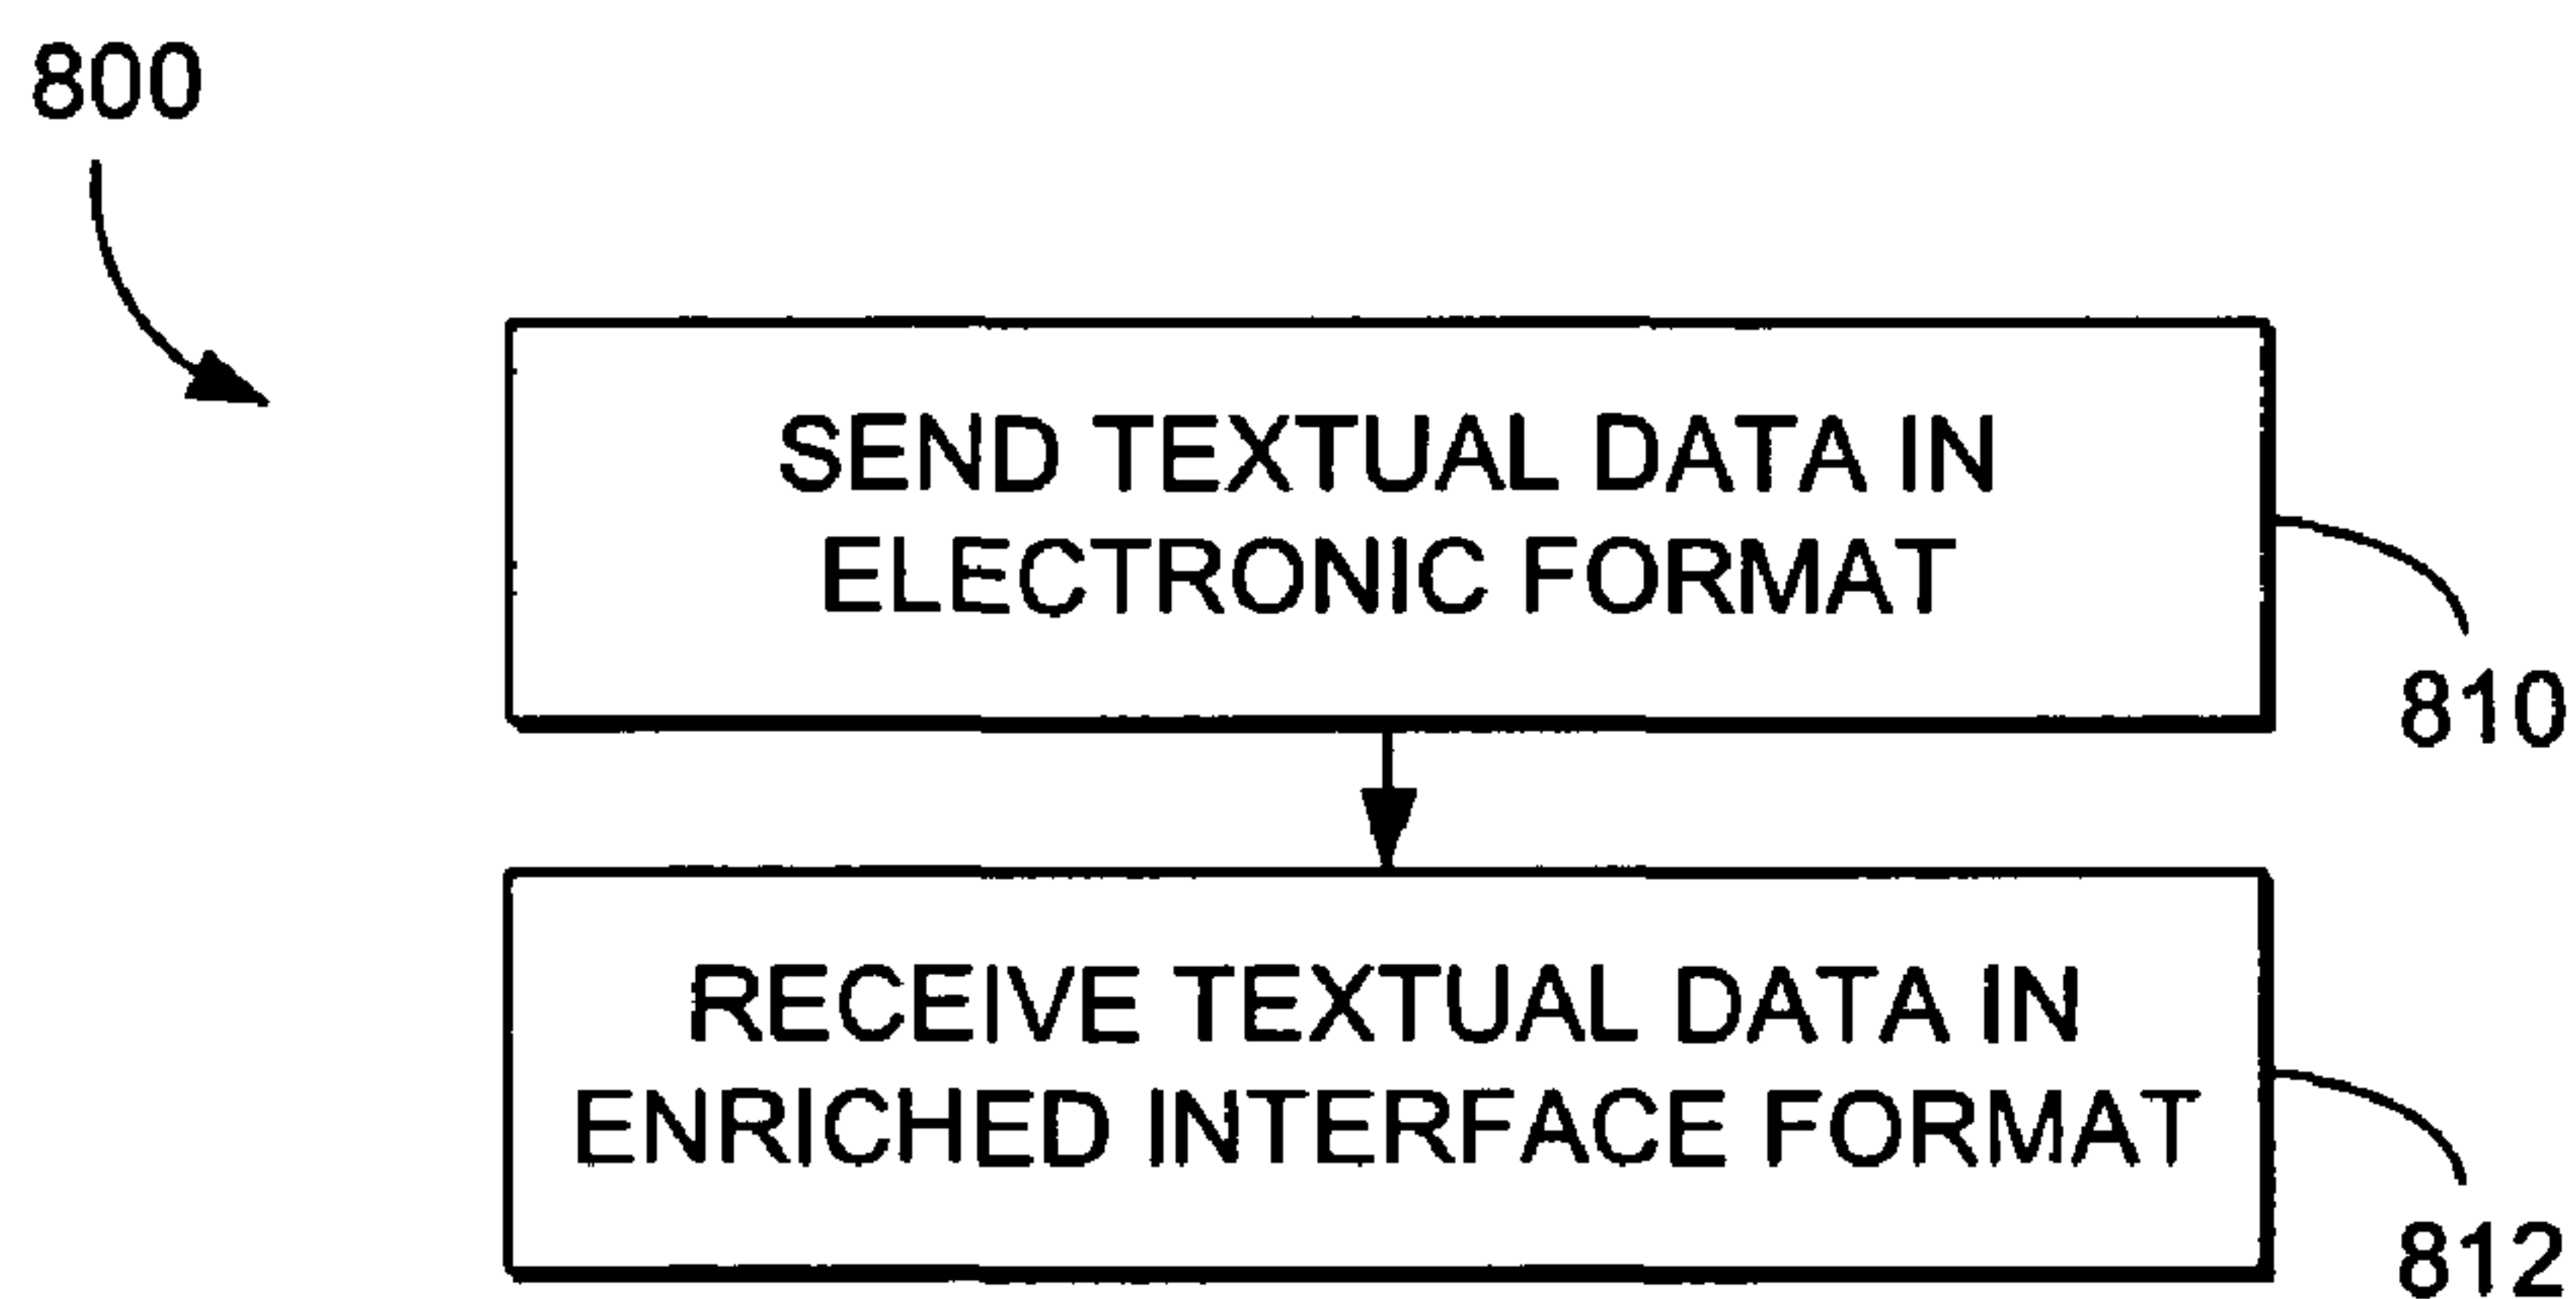 800
SEND TEXTUAL DATA IN
ELECTRONIC FORMAT
810
RECEIVE TEXTUAL DATA IN
ENRICHED INTERFACE FORMAT
812